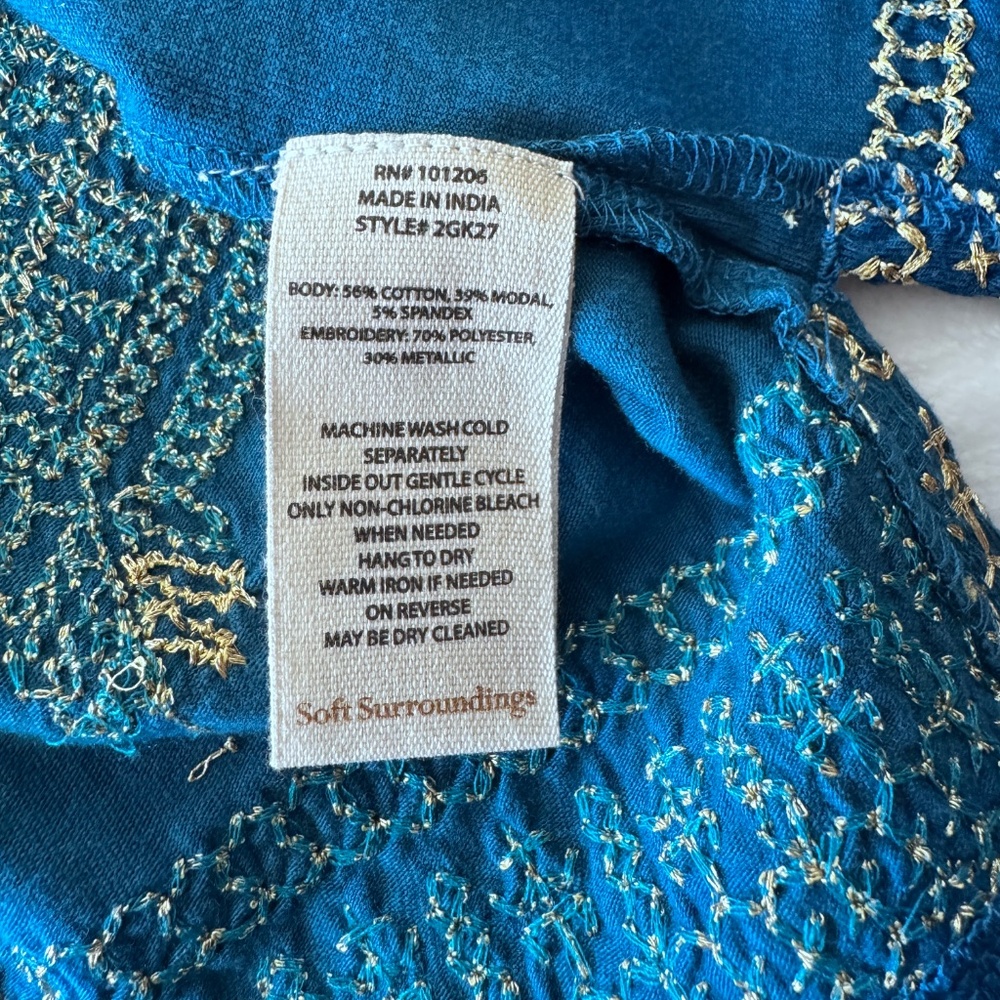 RN# 101206
MADE IN INDIA
STYLE# 2GK27
BODY: 56% COTTON, 39% MODAL,
5% SPANDEX
EMBROIDERY: 70% POLYESTER,
30% METALLIC
MACHINE WASH COLD
SEPARATELY
INSIDE OUT GENTLE CYCLE
ONLY NON-CHLORINE BLEACH
WHEN NEEDED
HANG TO DRY
WARM IRON IF NEEDED
ON REVERSE
MAY BE DRY CLEANED
Soft Surroundings